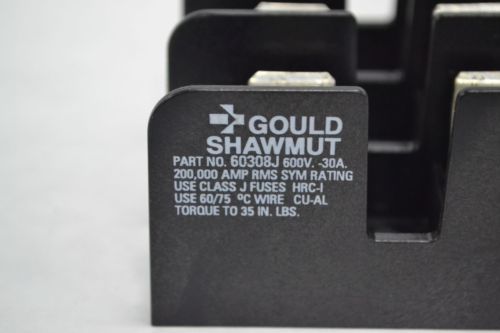 GOULD
SHAWMUT
PART NO. 60308J 600V. -30A.
200,000 AMP RMS SYM RATING
USE CLASS J FUSES HRC-I
USE 60/75 ºC WIRE CU-AL
TORQUE TO 35 IN. LBS.